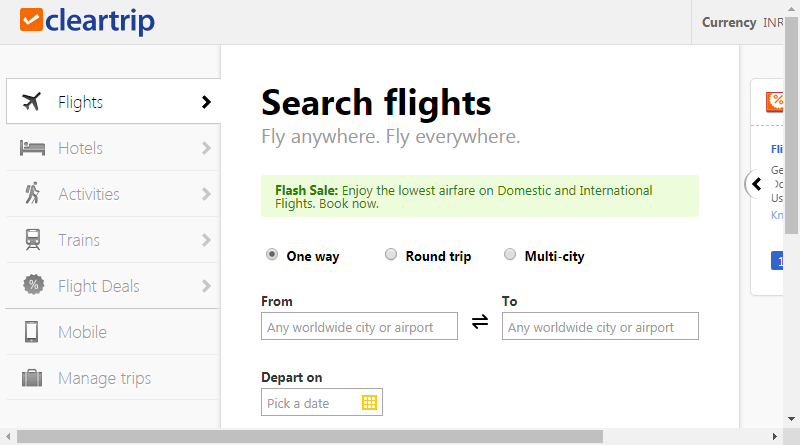 cleartrip
Currency INR
Flights
Hotels
Activities
Trains
Flight Deals
Mobile
Manage trips
Search flights
Fly anywhere. Fly everywhere.
Flash Sale: Enjoy the lowest airfare on Domestic and International
Flights. Book now.
One way
Round trip
Multi-city
From
To
Any worldwide city or airport
Any worldwide city or airport
Depart on
Pick a date
Fli
Ge
Us
Kn
1